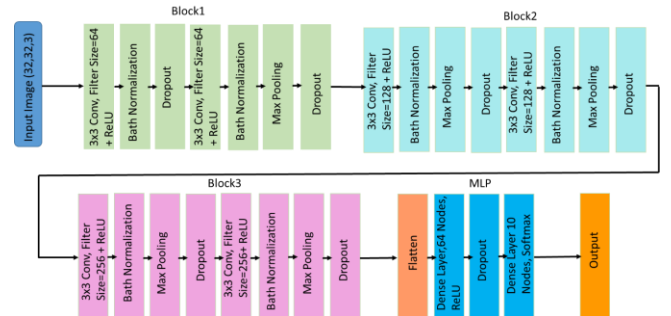 Block1
Block2
Input Image (32,32,3)
3x3 Conv, Filter Size=64
+ ReLU
Bath Normalization
Dropout
3x3 Conv, Filter Size=64
+ ReLU
Bath Normalization
Max Pooling
Dropout
3x3 Conv, Filter
Size=128 + ReLU
Bath Normalization
Max Pooling
Dropout
3x3 Conv, Filter
Size=128 + ReLU
Bath Normalization
Max Pooling
Dropout
Block3
MLP
3x3 Conv, Filter
Size=256 + ReLU
Bath Normalization
Max Pooling
Dropout
3x3 Conv, Filter
Size=256+ ReLU
Bath Normalization
Max Pooling
Dropout
Flatten
Dense Layer,64 Nodes,
ReLU
Dropout
Dense Layer 10
Nodes, Softmax
Output